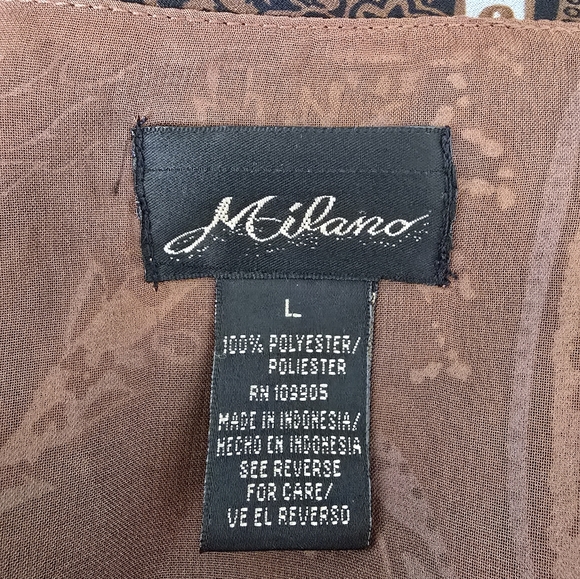 Milano
L
100% POLYESTER/
POLIESTER
RN 109905
MADE IN INDONESIA/
HECHO EN INDONESIA
SEE REVERSE
FOR CARE/
VE EL REVERSO